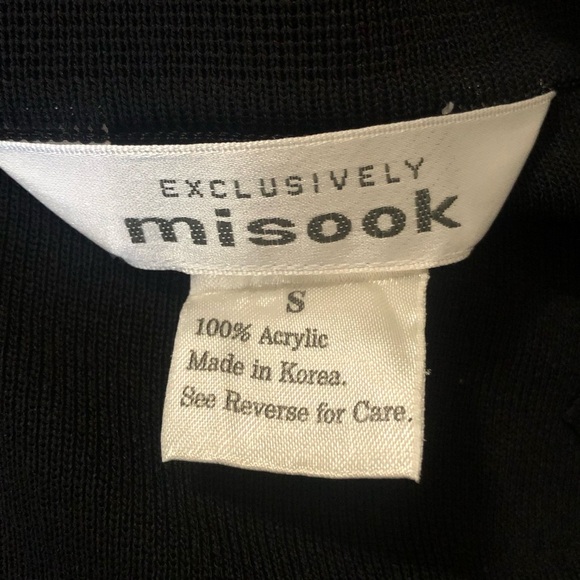 EXCLUSIVELY
misook
S
100% Acrylic
Made in Korea.
See Reverse for Care.